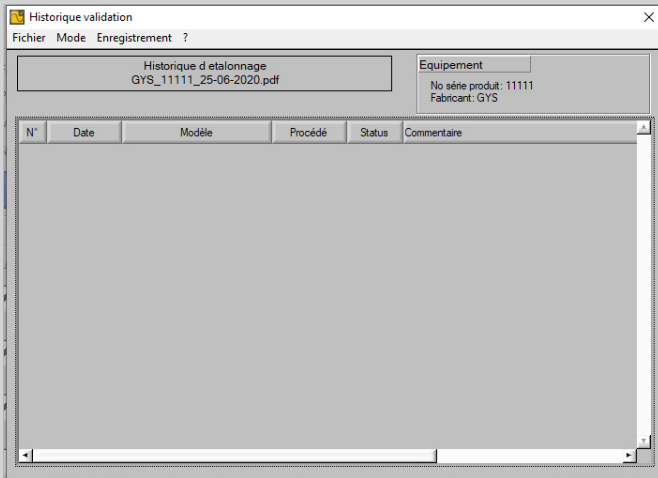 Historique validation
Fichier Mode Enregistrement ?
Historique d etalonnage
GYS_11111_25-06-2020.pdf
Equipement
No série produit: 11111
Fabricant: GYS
N° Date Modèle Procédé Status Commentaire